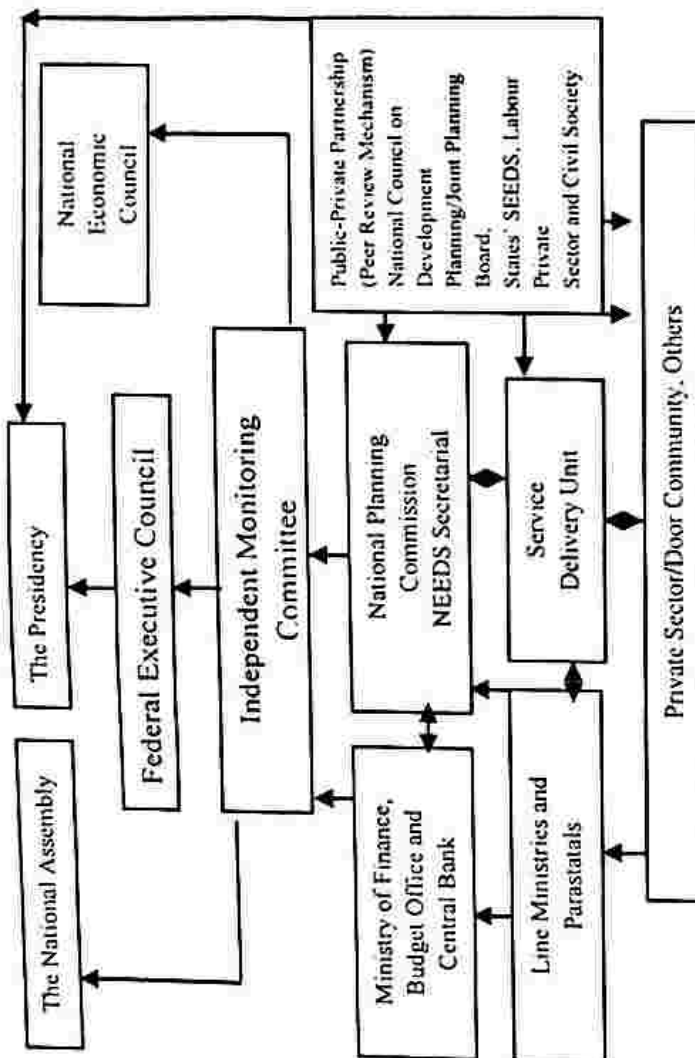 The National Assembly
The Presidency
National
Economic
Council
Federal Executive Council
Independent Monitoring
Committee
Ministry of Finance,
Budget Office and
Central Bank
National Planning
Commission
NEEDS Secretarial
Public-Private Partnership
(Peer Review Mechanism)
National Council on
Development
Planning/Joint Planning
Board,
States' SEEDS, Labour
Private
Sector and Civil Society
Line Ministries and
Parastatals
Service
Delivery Unit
Private Sector/Door Community, Others